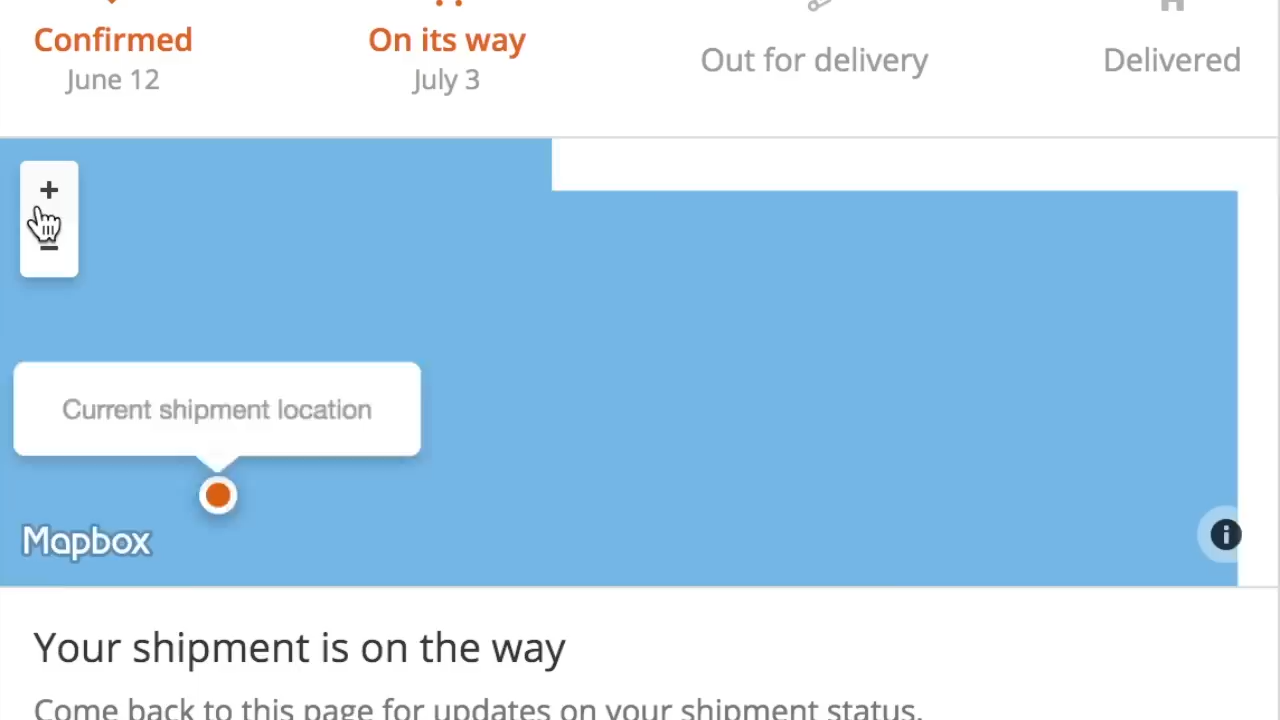 Confirmed
June 12
On its way
July 3
Out for delivery
Delivered
+
−
Current shipment location
Mapbox
i
Your shipment is on the way
Come back to this page for updates on your shipment status.